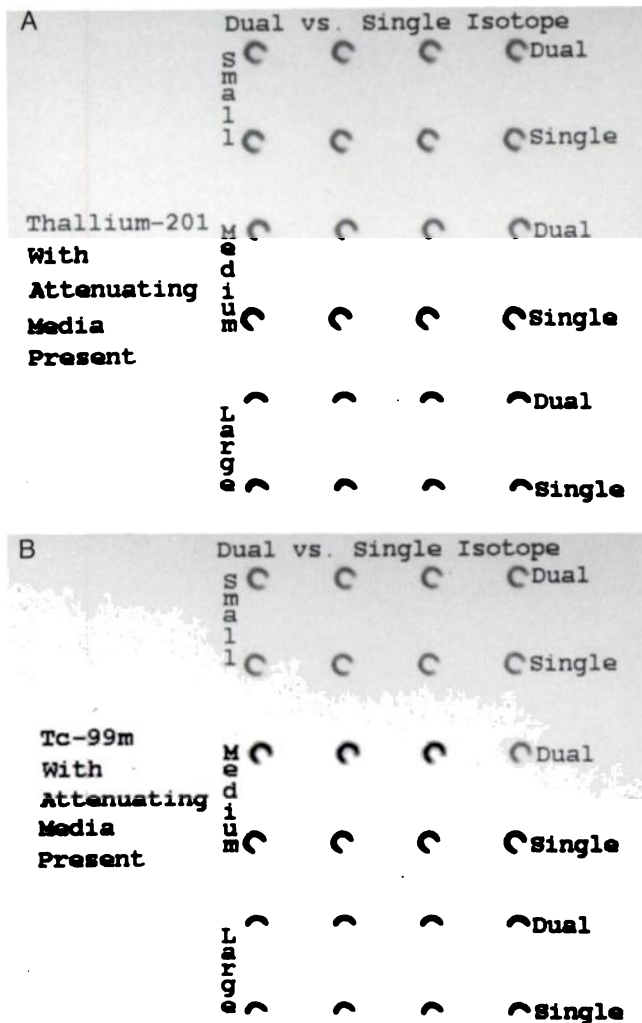 A
Dual vs. Single Isotope
Small
Dual
Single
Thallium-201
With
Attenuating
Media
Present
Medium
Dual
Single
Large
Dual
Single
B
Dual vs. Single Isotope
Small
Dual
Single
Tc-99m
With
Attenuating
Media
Present
Medium
Dual
Single
Large
Dual
Single